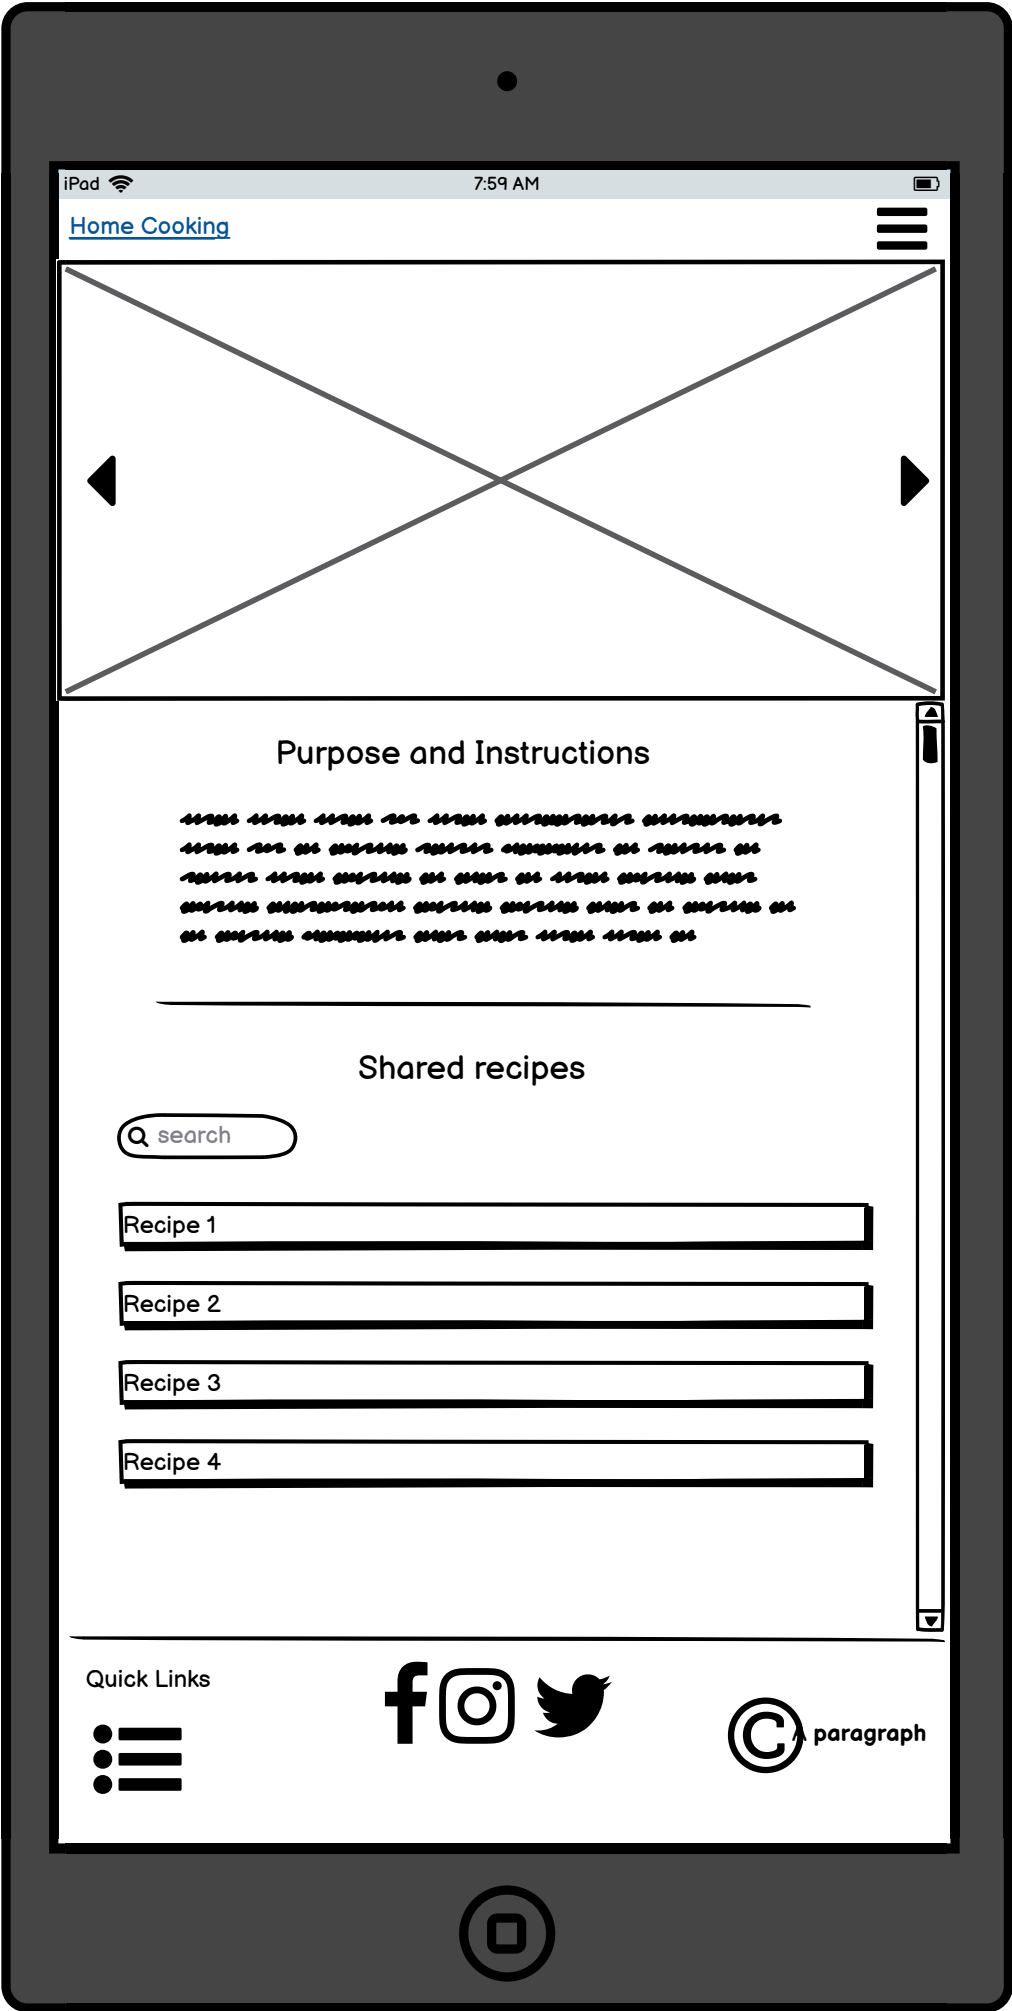 iPad
7:59 AM
Home Cooking
Purpose and Instructions
Shared recipes
search
Recipe 1
Recipe 2
Recipe 3
Recipe 4
Quick Links
A paragraph